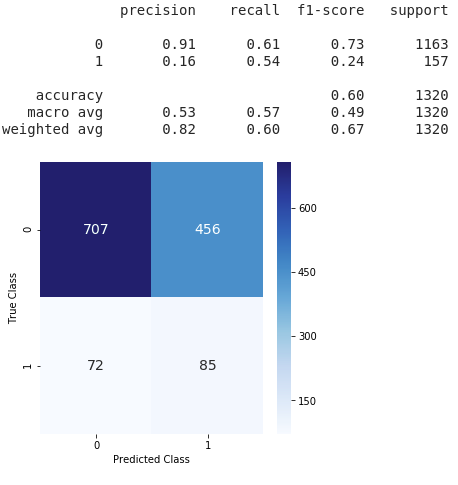 precision recall f1-score support
0 0.91 0.61 0.73 1163
1 0.16 0.54 0.24 157
accuracy 0.60 1320
macro avg 0.53 0.57 0.49 1320
weighted avg 0.82 0.60 0.67 1320
707 456
72 85
True Class
0
1
0 1
Predicted Class
600
450
300
150